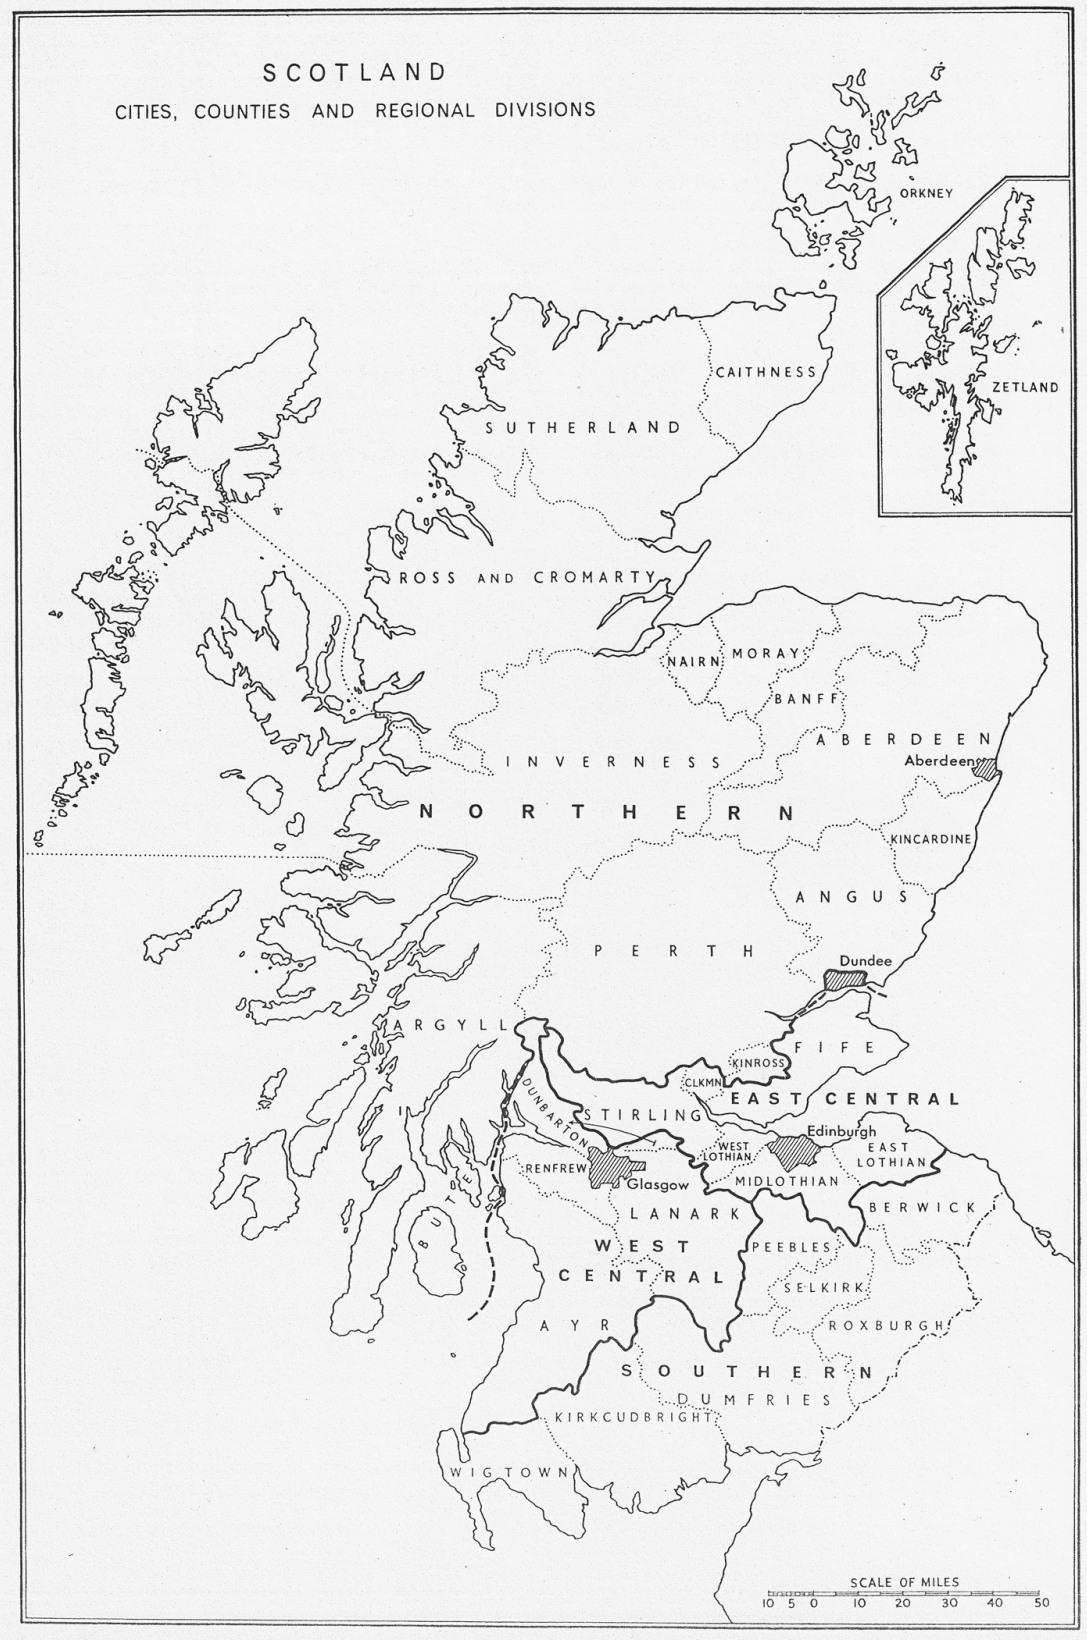 SCOTLAND
CITIES, COUNTIES AND REGIONAL DIVISIONS
ORKNEY
ZETLAND
CAITHNESS
SUTHERLAND
ROSS AND CROMARTY
NAIRN
MORAY
BANFF
ABERDEEN
Aberdeen
INVERNESS
NORTHERN
KINCARDINE
ANGUS
PERTH
Dundee
ARGYLL
FIFE
KINROSS
CLKMN
EAST CENTRAL
DUNBARTON
STIRLING
Edinburgh
WEST
LOTHIAN
EAST
LOTHIAN
MIDLOTHIAN
RENFREW
Glasgow
BUTE
LANARK
BERWICK
WEST
CENTRAL
PEEBLES
SELKIRK
AYR
ROXBURGH
SOUTHERN
DUMFRIES
KIRKCUDBRIGHT
WIGTOWN
SCALE OF MILES
10 5 0 10 20 30 40 50